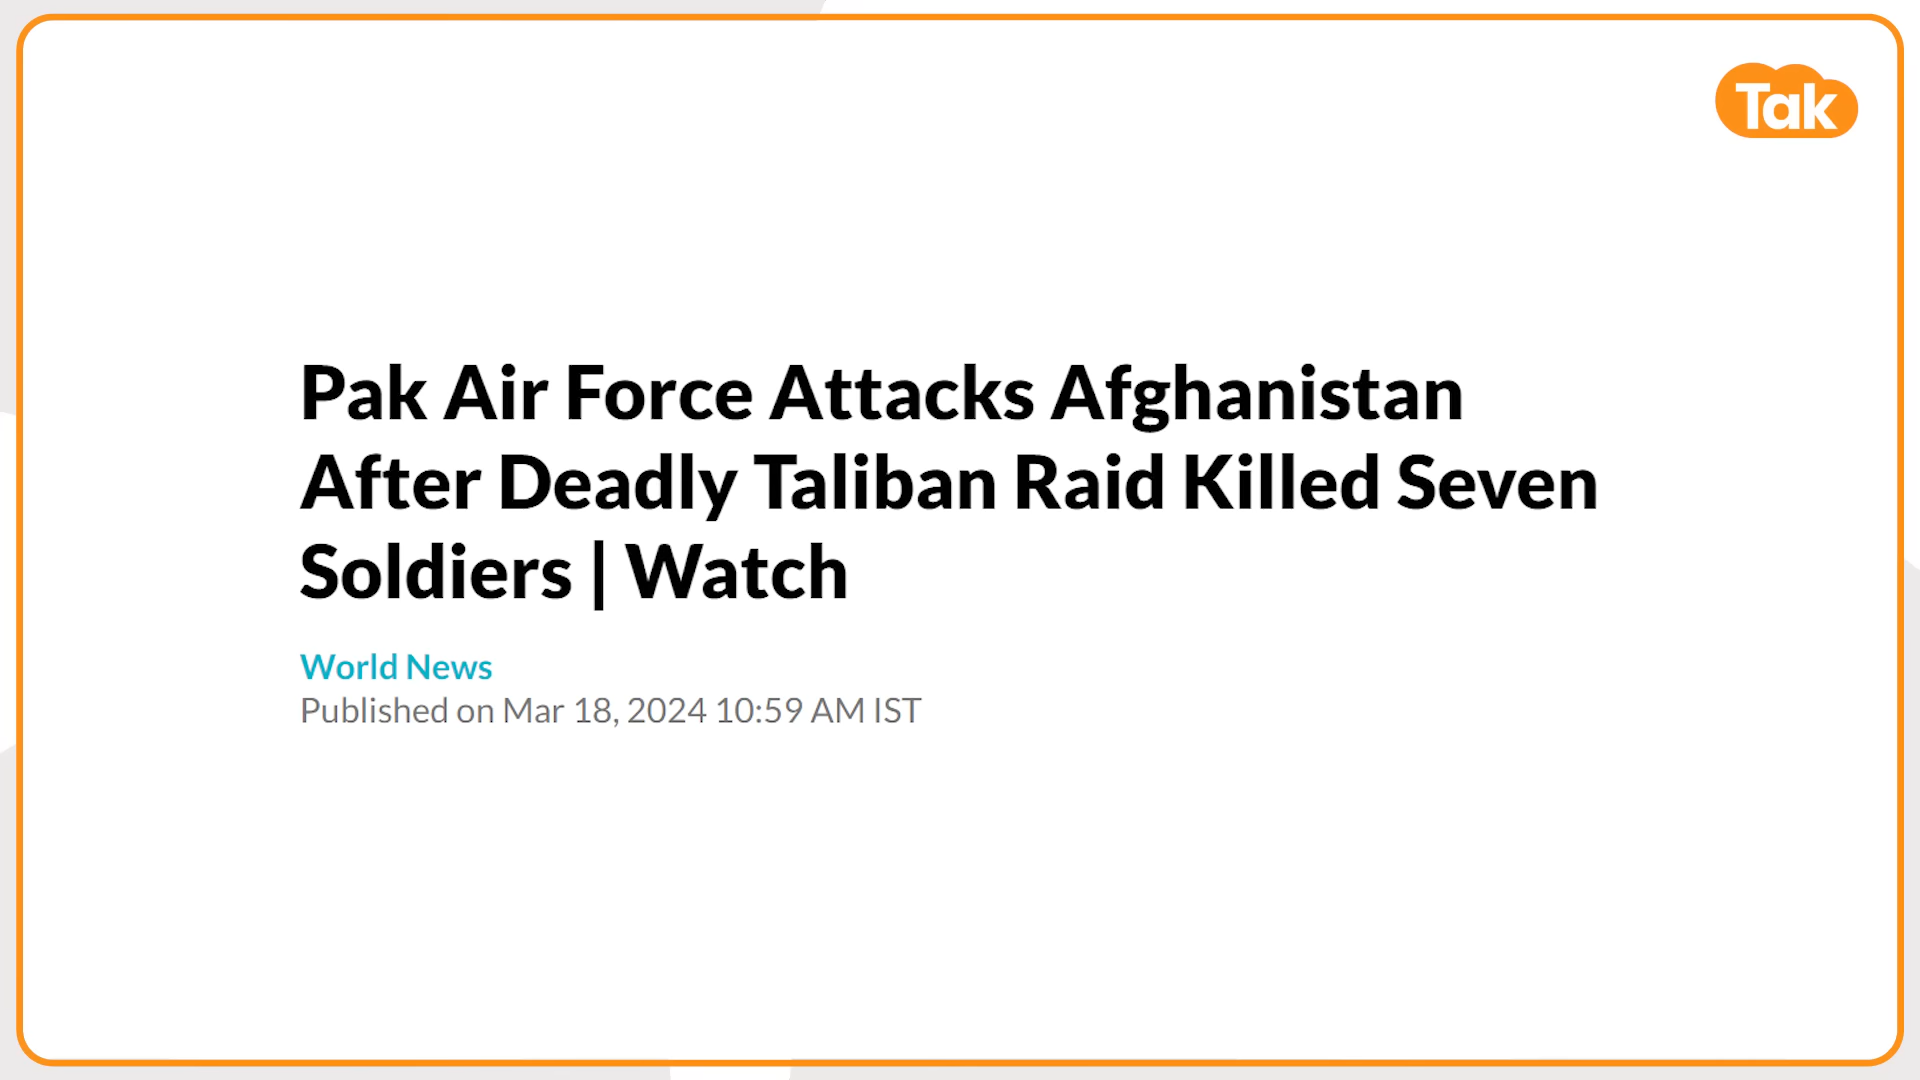 Tak
Pak Air Force Attacks Afghanistan
After Deadly Taliban Raid Killed Seven
Soldiers | Watch
World News
Published on Mar 18, 2024 10:59 AM IST